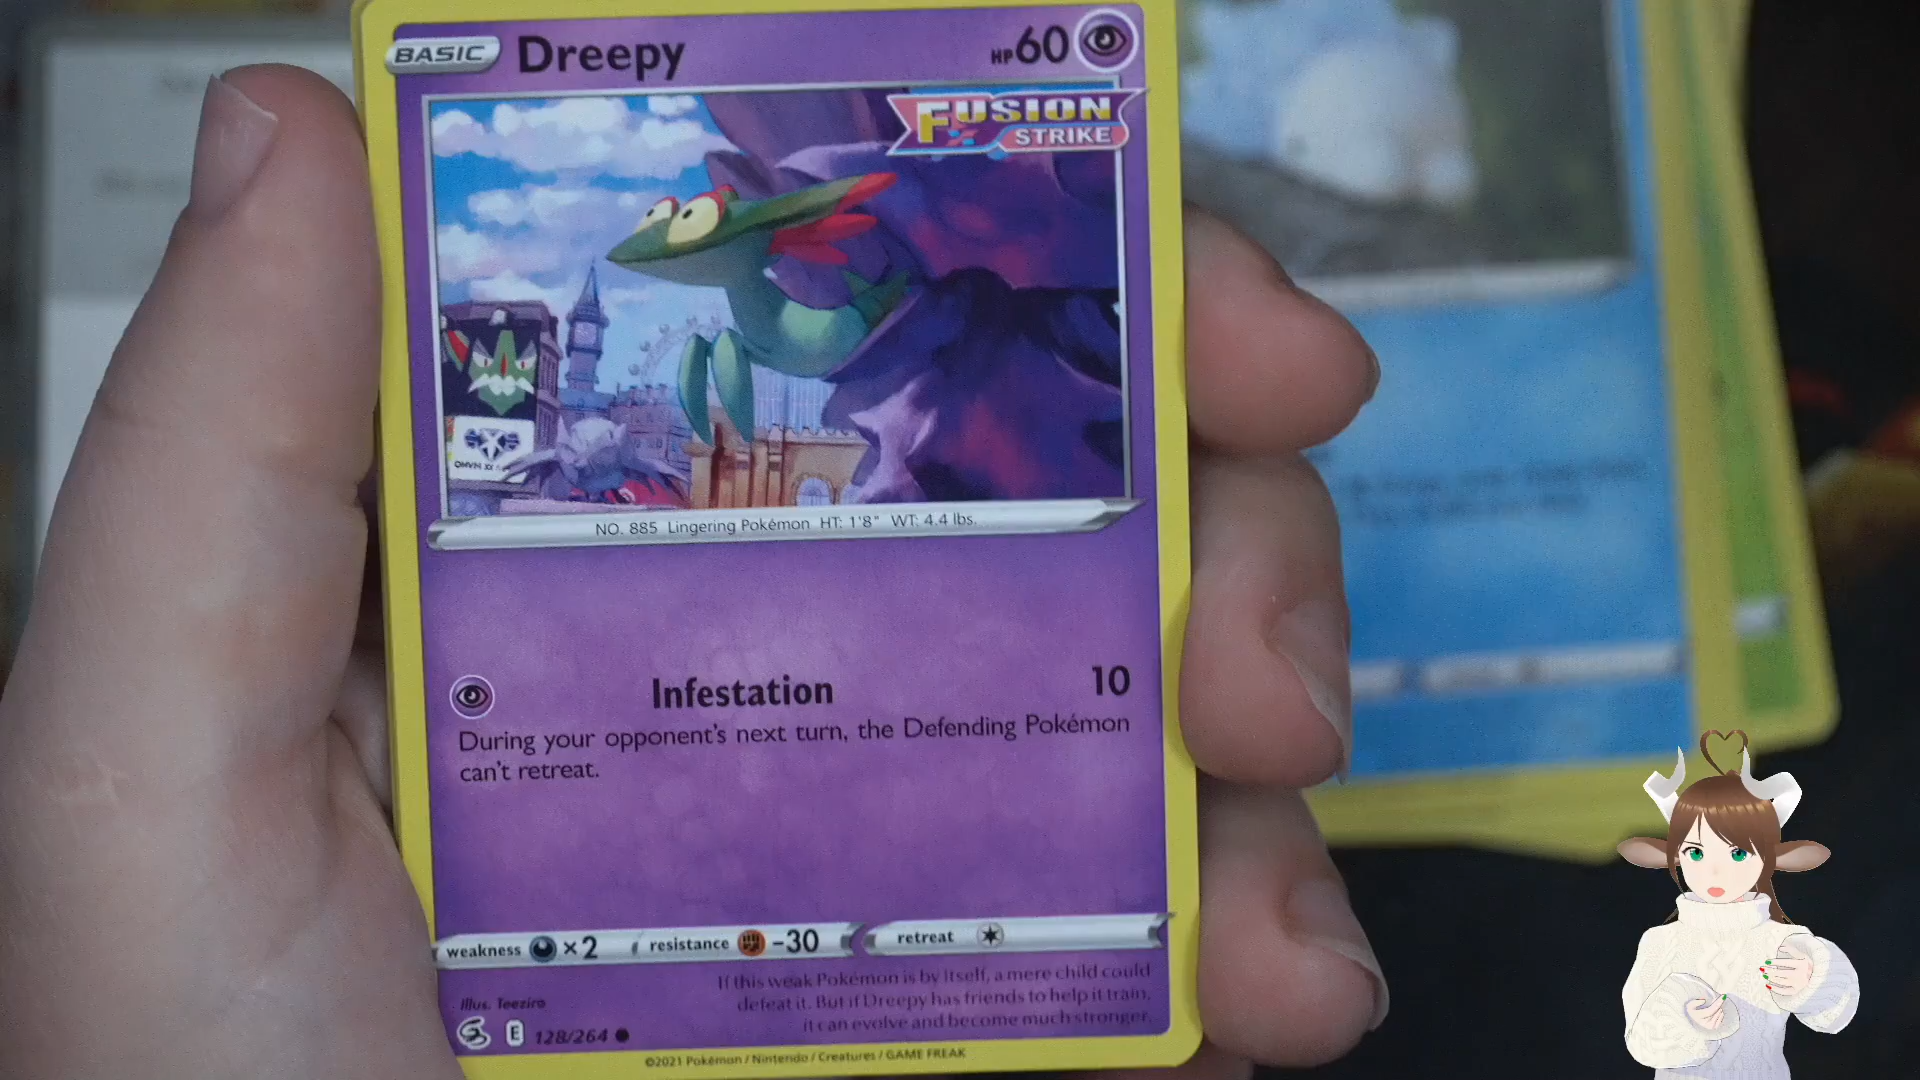 BASIC Dreepy HP 60
FUSION
STRIKE
NO. 885 Lingering Pokémon HT: 1'8" WT: 4.4 lbs.
Infestation 10
During your opponent's next turn, the Defending Pokémon
can't retreat.
weakness ×2 resistance -30 retreat
If this weak Pokémon is by itself, a mere child could
defeat it. But if Dreepy has friends to help it train,
it can evolve and become much stronger.
Illus. Teeziro
E 128/264
©2021 Pokémon / Nintendo / Creatures / GAME FREAK